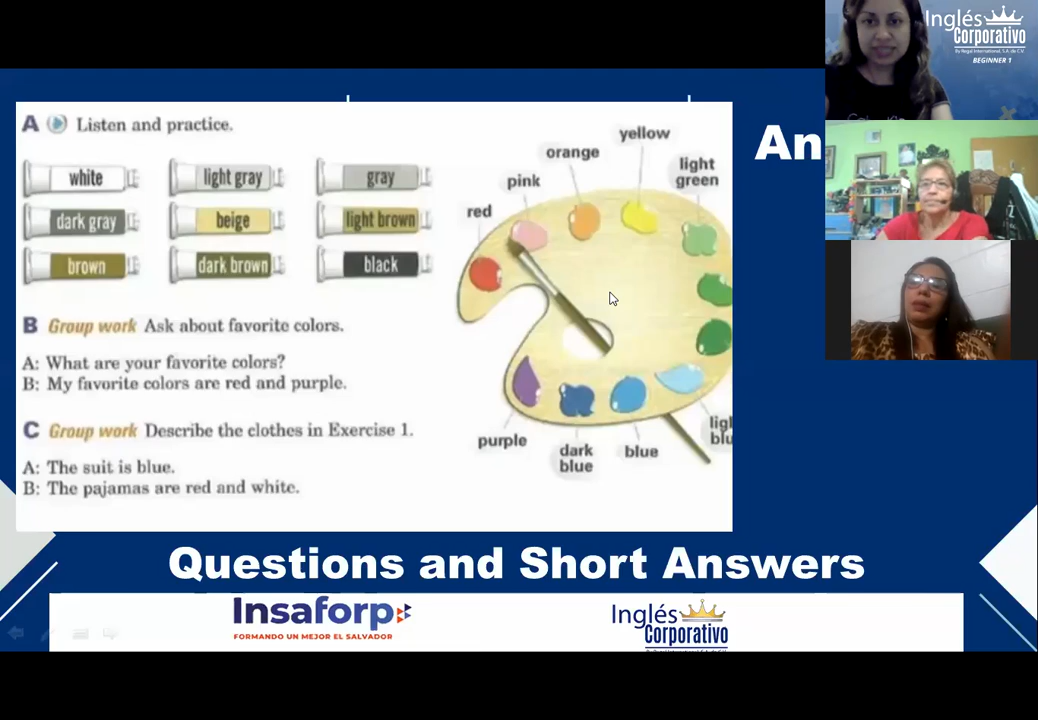 Inglés
Corporativo
By Regal International, S.A. de C.V.
BEGINNER 1
An
A Listen and practice.
white
light gray
gray
dark gray
beige
light brown
brown
dark brown
black
red
pink
orange
yellow
light
green
purple
dark
blue
blue
B Group work Ask about favorite colors.
A: What are your favorite colors?
B: My favorite colors are red and purple.
C Group work Describe the clothes in Exercise 1.
A: The suit is blue.
B: The pajamas are red and white.
Questions and Short Answers
Insaforp
FORMANDO UN MEJOR EL SALVADOR
Inglés
Corporativo